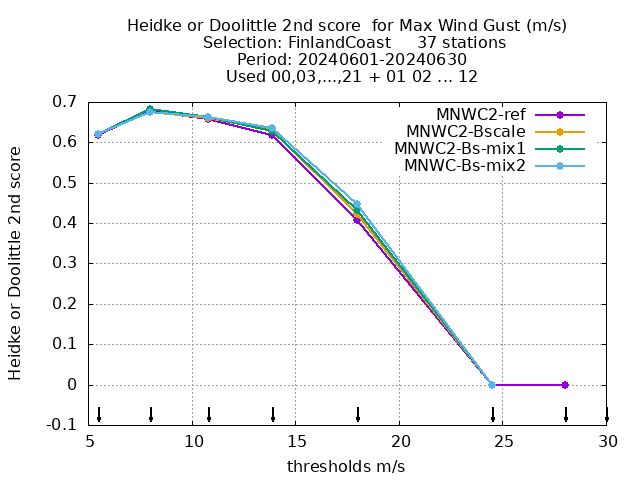 Heidke or Doolittle 2nd score  for Max Wind Gust (m/s)
Selection: FinlandCoast     37 stations
Period: 20240601-20240630
Used 00,03,...,21 + 01 02 ... 12
Heidke or Doolittle 2nd score
0.7
0.6
0.5
0.4
0.3
0.2
0.1
0
-0.1
MNWC2-ref
MNWC2-Bscale
MNWC2-Bs-mix1
MNWC-Bs-mix2
5 10 15 20 25 30
thresholds m/s